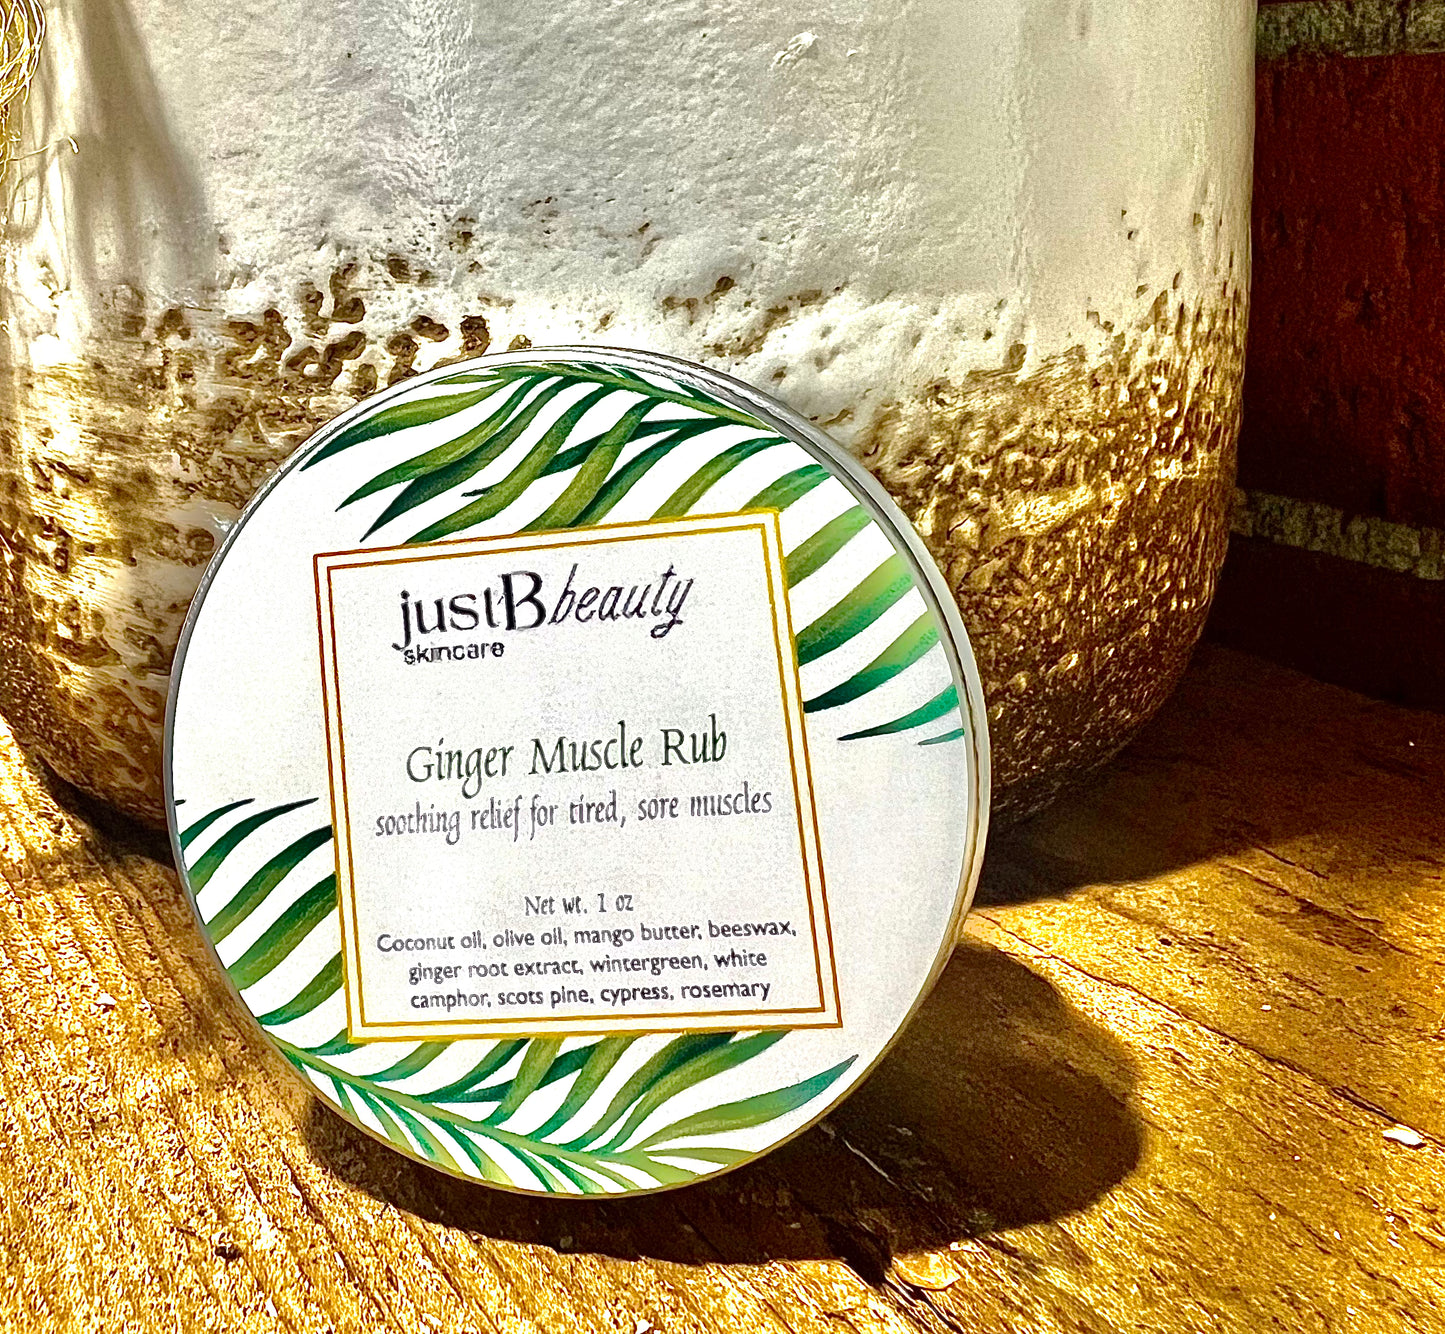 justBbeauty
skincare
Ginger Muscle Rub
soothing relief for tired, sore muscles
Net wt. 1 oz
Coconut oil, olive oil, mango butter, beeswax,
ginger root extract, wintergreen, white
camphor, scots pine, cypress, rosemary